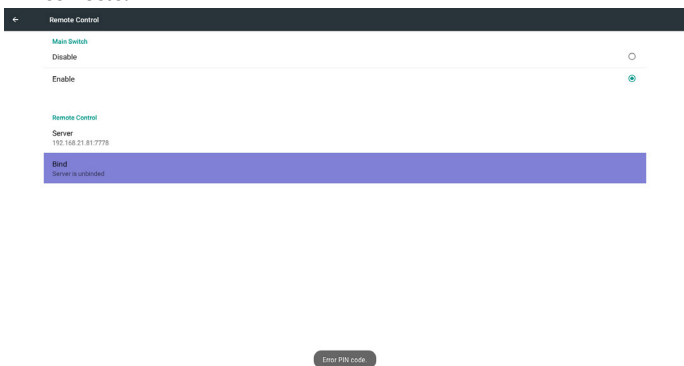 Remote Control
Main Switch
Disable
Enable
Remote Control
Server
192.168.21.81:7778
Bind
Server is unbinded
Error PIN code.